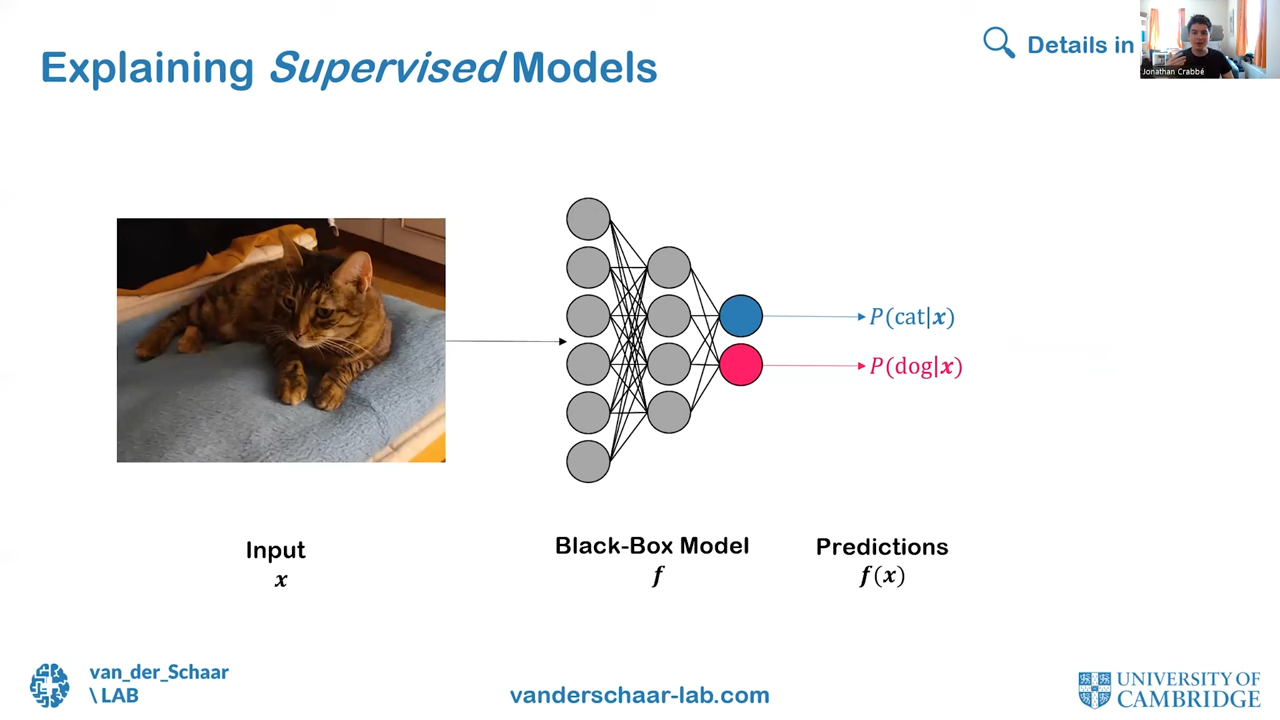 Explaining Supervised Models
Details in
Jonathan Crabbé
P(cat|x)
P(dog|x)
Input
x
Black-Box Model
f
Predictions
f(x)
van_der_Schaar
\ LAB
vanderschaar-lab.com
UNIVERSITY OF
CAMBRIDGE